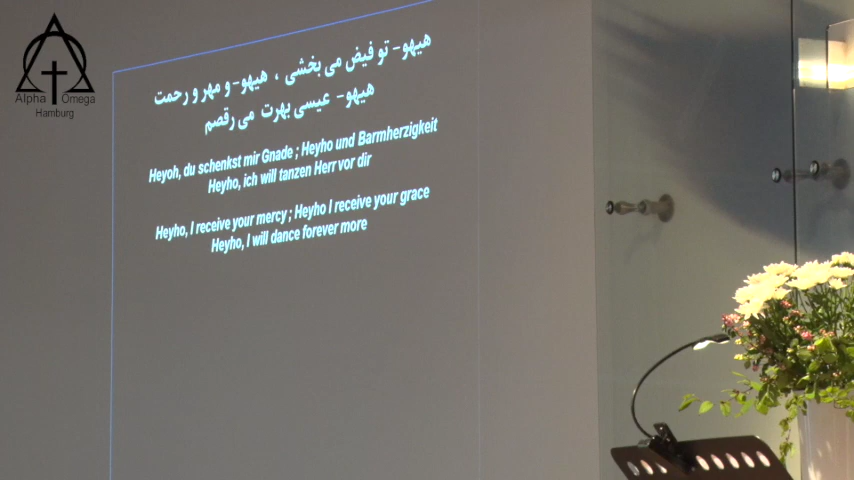 Alpha Omega
Hamburg
هیهو- تو فیض می بخشی ، هیهو- و مهر و رحمت
هیهو- عیسی بهرت می رقصم
Heyoh, du schenkst mir Gnade ; Heyho und Barmherzigkeit
Heyho, ich will tanzen Herr vor dir
Heyho, I receive your mercy ; Heyho I receive your grace
Heyho, I will dance forever more